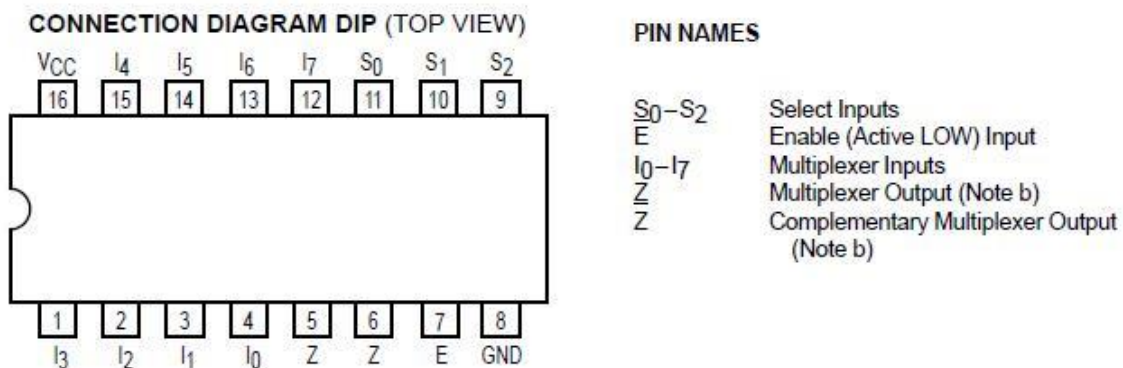 CONNECTION DIAGRAM DIP (TOP VIEW)
VCC I4 I5 I6 I7 S0 S1 S2
16 15 14 13 12 11 10 9
1 2 3 4 5 6 7 8
I3 I2 I1 I0 Z Z E GND
PIN NAMES
S0–S2 Select Inputs
E Enable (Active LOW) Input
I0–I7 Multiplexer Inputs
Z Multiplexer Output (Note b)
Z Complementary Multiplexer Output
(Note b)